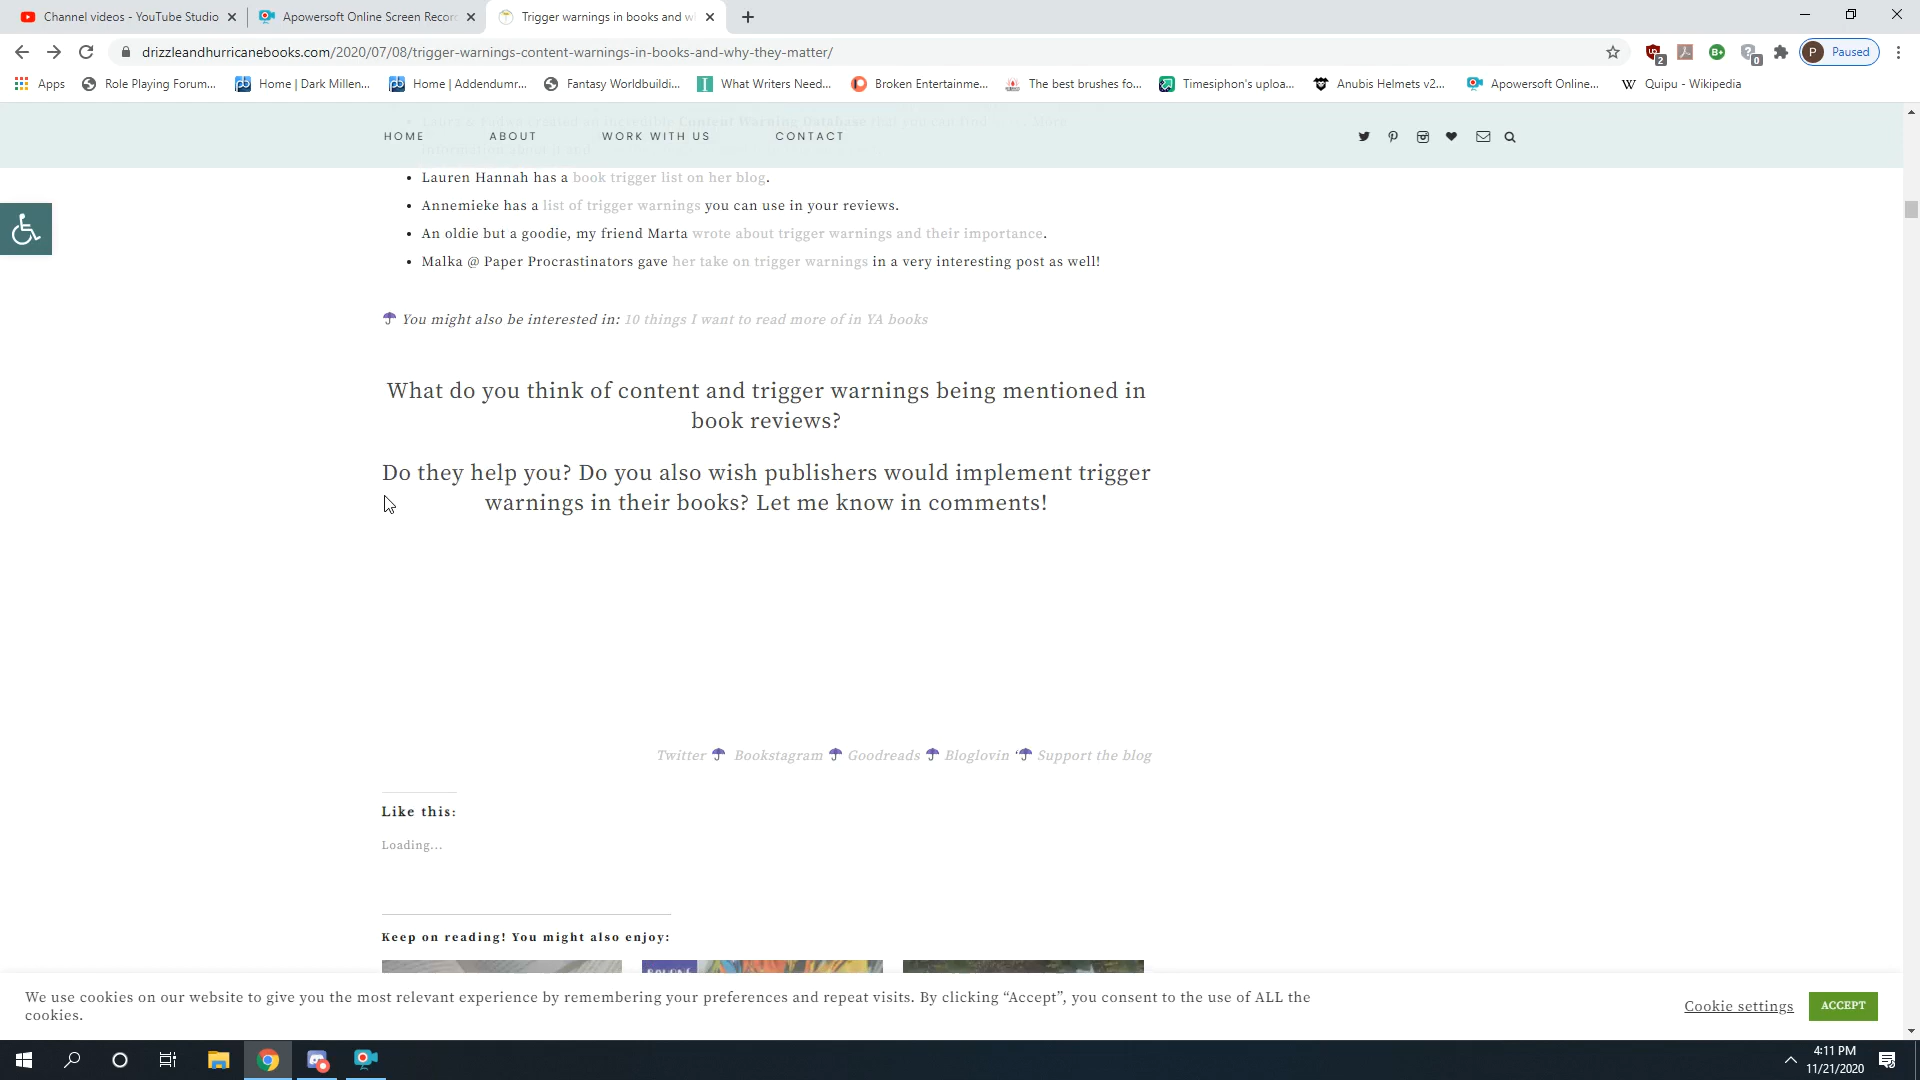 Channel videos - YouTube Studio
Apowersoft Online Screen Recor
Trigger warnings in books and w
drizzleandhurricanebooks.com/2020/07/08/trigger-warnings-content-warnings-in-books-and-why-they-matter/
2
0
P Paused
Apps
Role Playing Forum...
Home | Dark Millen...
Home | Addendumr...
Fantasy Worldbuildi...
What Writers Need...
Broken Entertainme...
The best brushes fo...
Timesiphon's uploa...
Anubis Helmets v2...
Apowersoft Online...
Quipu - Wikipedia
HOME ABOUT WORK WITH US CONTACT
• Lauren Hannah has a book trigger list on her blog.
• Annemieke has a list of trigger warnings you can use in your reviews.
• An oldie but a goodie, my friend Marta wrote about trigger warnings and their importance.
• Malka @ Paper Procrastinators gave her take on trigger warnings in a very interesting post as well!
You might also be interested in: 10 things I want to read more of in YA books
What do you think of content and trigger warnings being mentioned in
book reviews?
Do they help you? Do you also wish publishers would implement trigger
warnings in their books? Let me know in comments!
Twitter Bookstagram Goodreads Bloglovin ‘ Support the blog
Like this:
Loading...
Keep on reading! You might also enjoy:
We use cookies on our website to give you the most relevant experience by remembering your preferences and repeat visits. By clicking “Accept”, you consent to the use of ALL the
cookies.
Cookie settings
ACCEPT
4:11 PM
11/21/2020